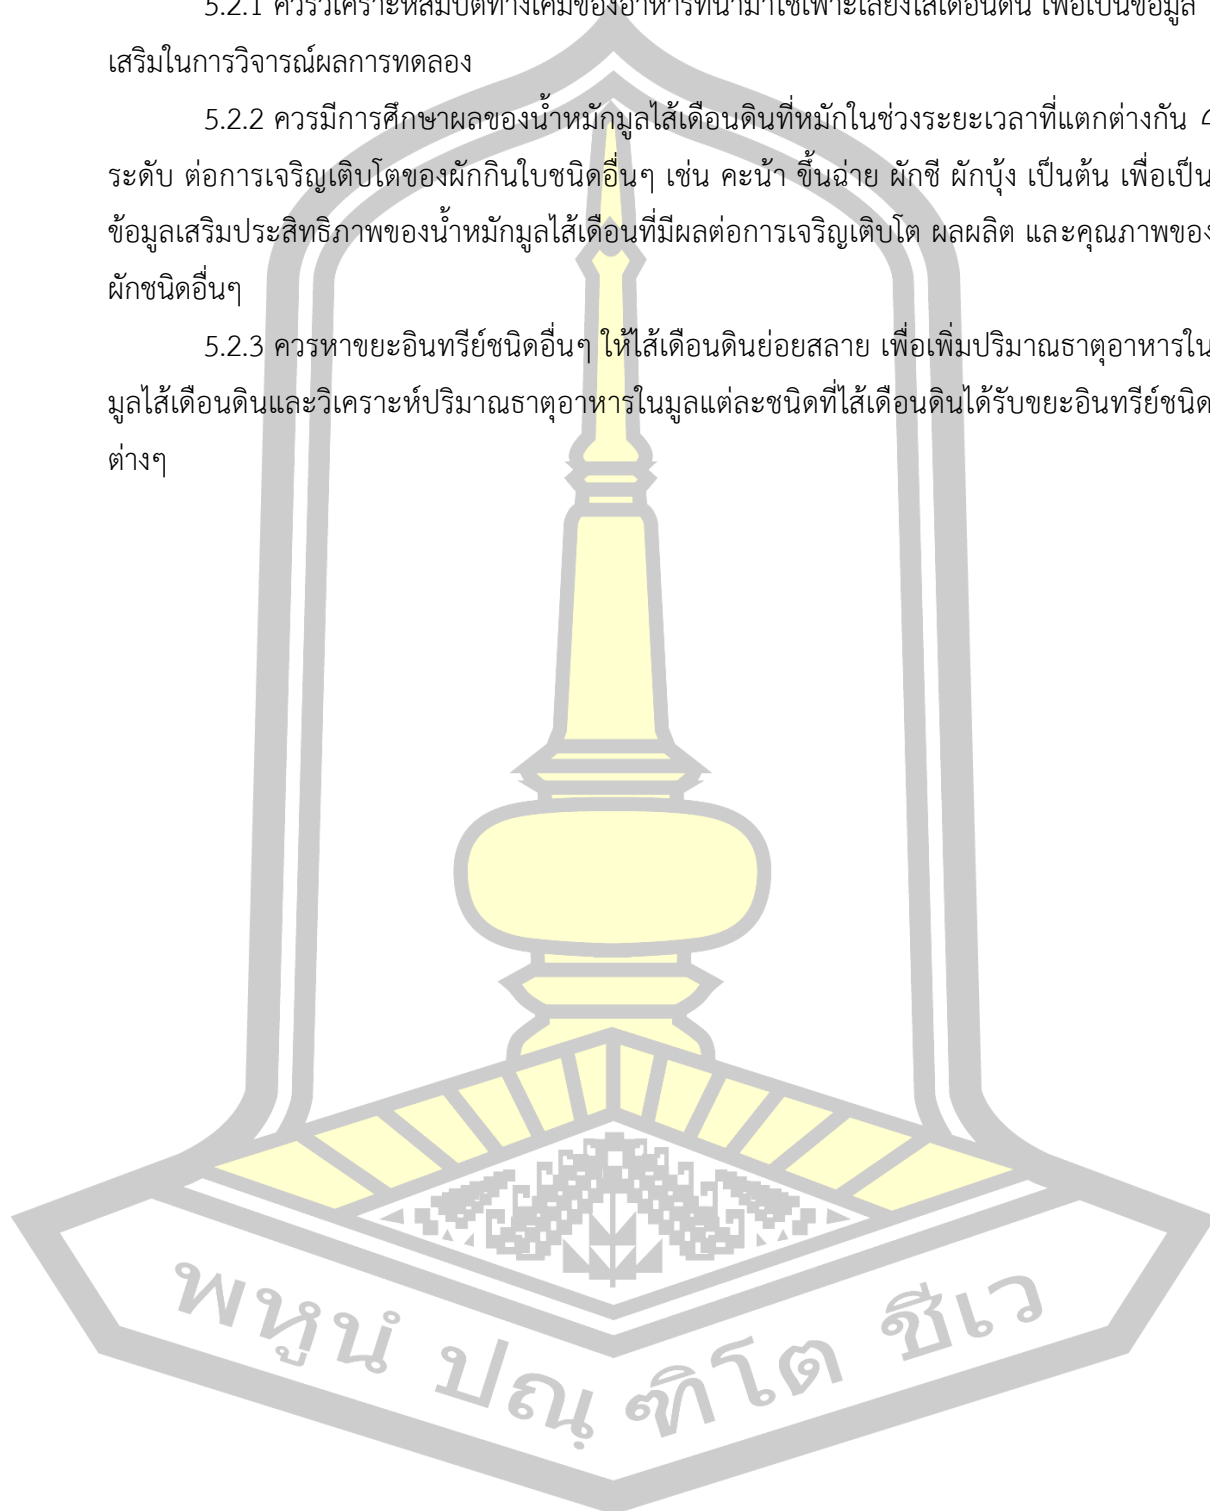 5.2.1 ควรวิเคราะห์สมบัติทางเคมีของอาหารที่นำมาใช้เพาะเลี้ยงไส้เดือนดิน เพื่อเป็นข้อมูล
เสริมในการวิจารณ์ผลการทดลอง
5.2.2 ควรมีการศึกษาผลของน้ำหมักมูลไส้เดือนดินที่หมักในช่วงระยะเวลาที่แตกต่างกัน
ระดับ ต่อการเจริญเติบโตของผักกินใบชนิดอื่นๆ เช่น คะน้า ขึ้นฉ่าย ผักชี ผักบุ้ง เป็นต้น เพื่อเป็น
ข้อมูลเสริมประสิทธิภาพของน้ำหมักมูลไส้เดือนที่มีผลต่อการเจริญเติบโต ผลผลิต และคุณภาพของ
ผักชนิดอื่นๆ
5.2.3 ควรหาขยะอินทรีย์ชนิดอื่นๆ ให้ไส้เดือนดินย่อยสลาย เพื่อเพิ่มปริมาณธาตุอาหารใน
มูลไส้เดือนดินและวิเคราะห์ปริมาณธาตุอาหารในมูลแต่ละชนิดที่ไส้เดือนดินได้รับขยะอินทรีย์ชนิด
ต่างๆ
พหูนํ ปณฺฑิโต ชีเว